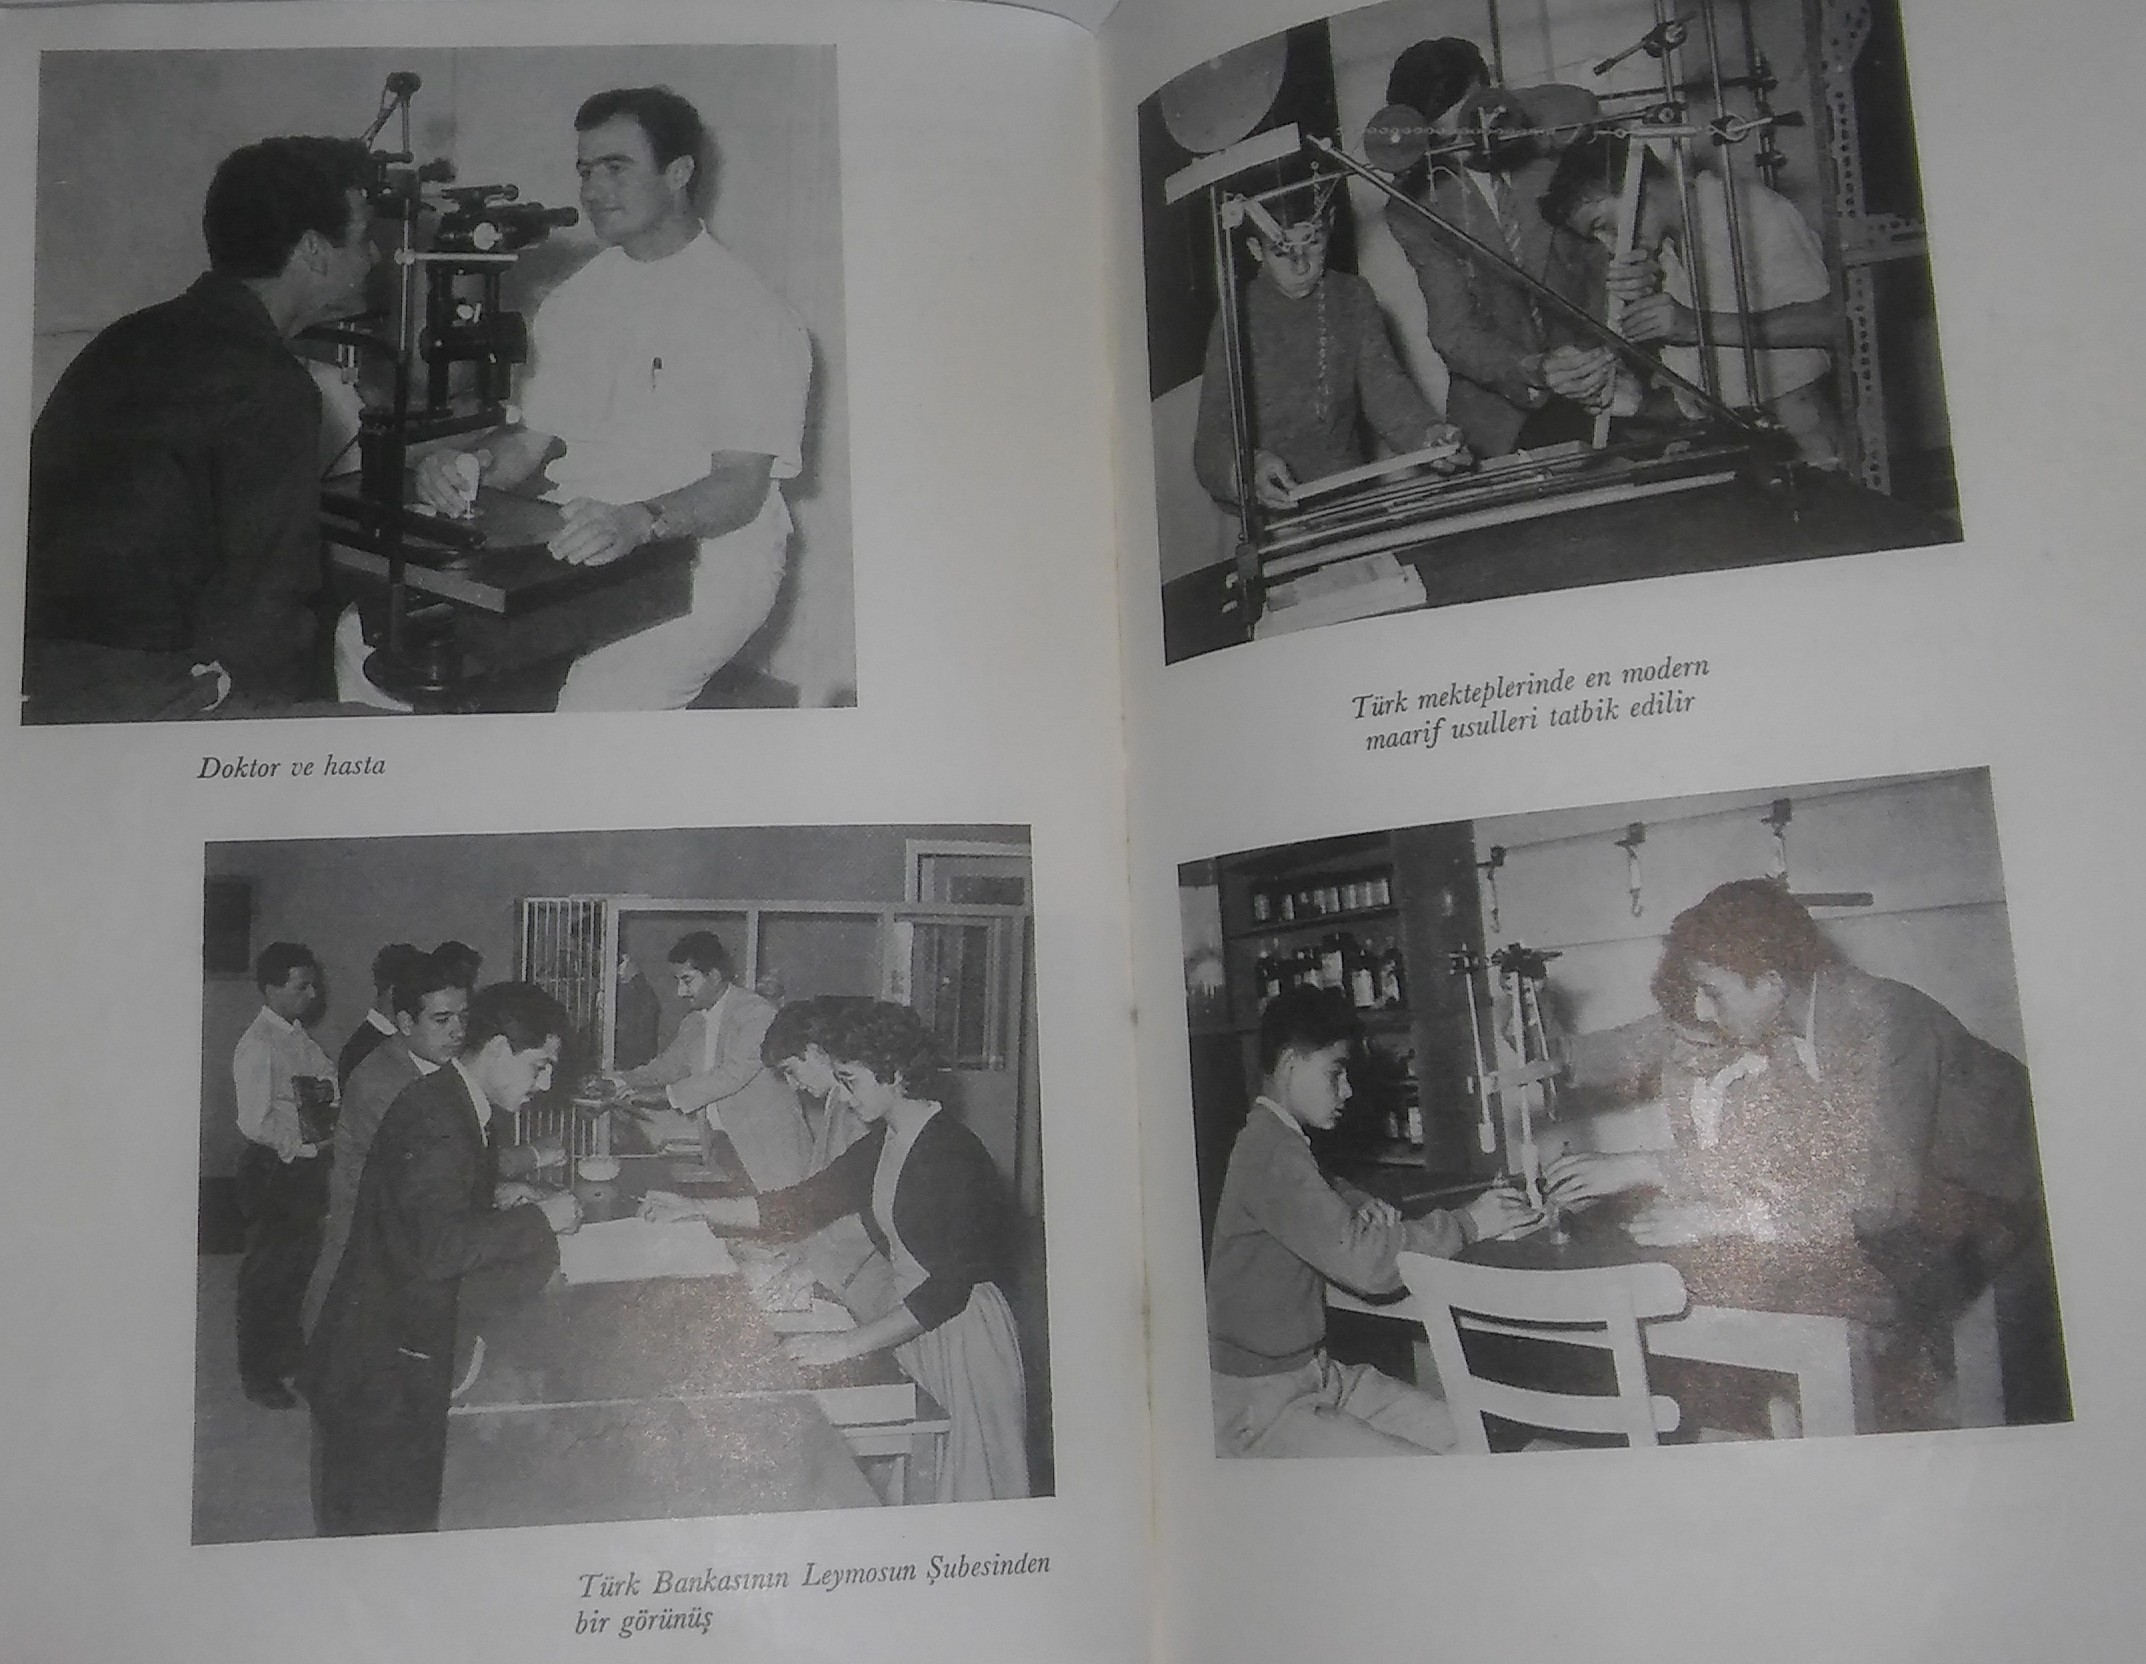 Doktor ve hasta
Türk Bankasının Leymosun Şubesinden
bir görünüş
Türk mekteplerinde en modern
maarif usulleri tatbik edilir